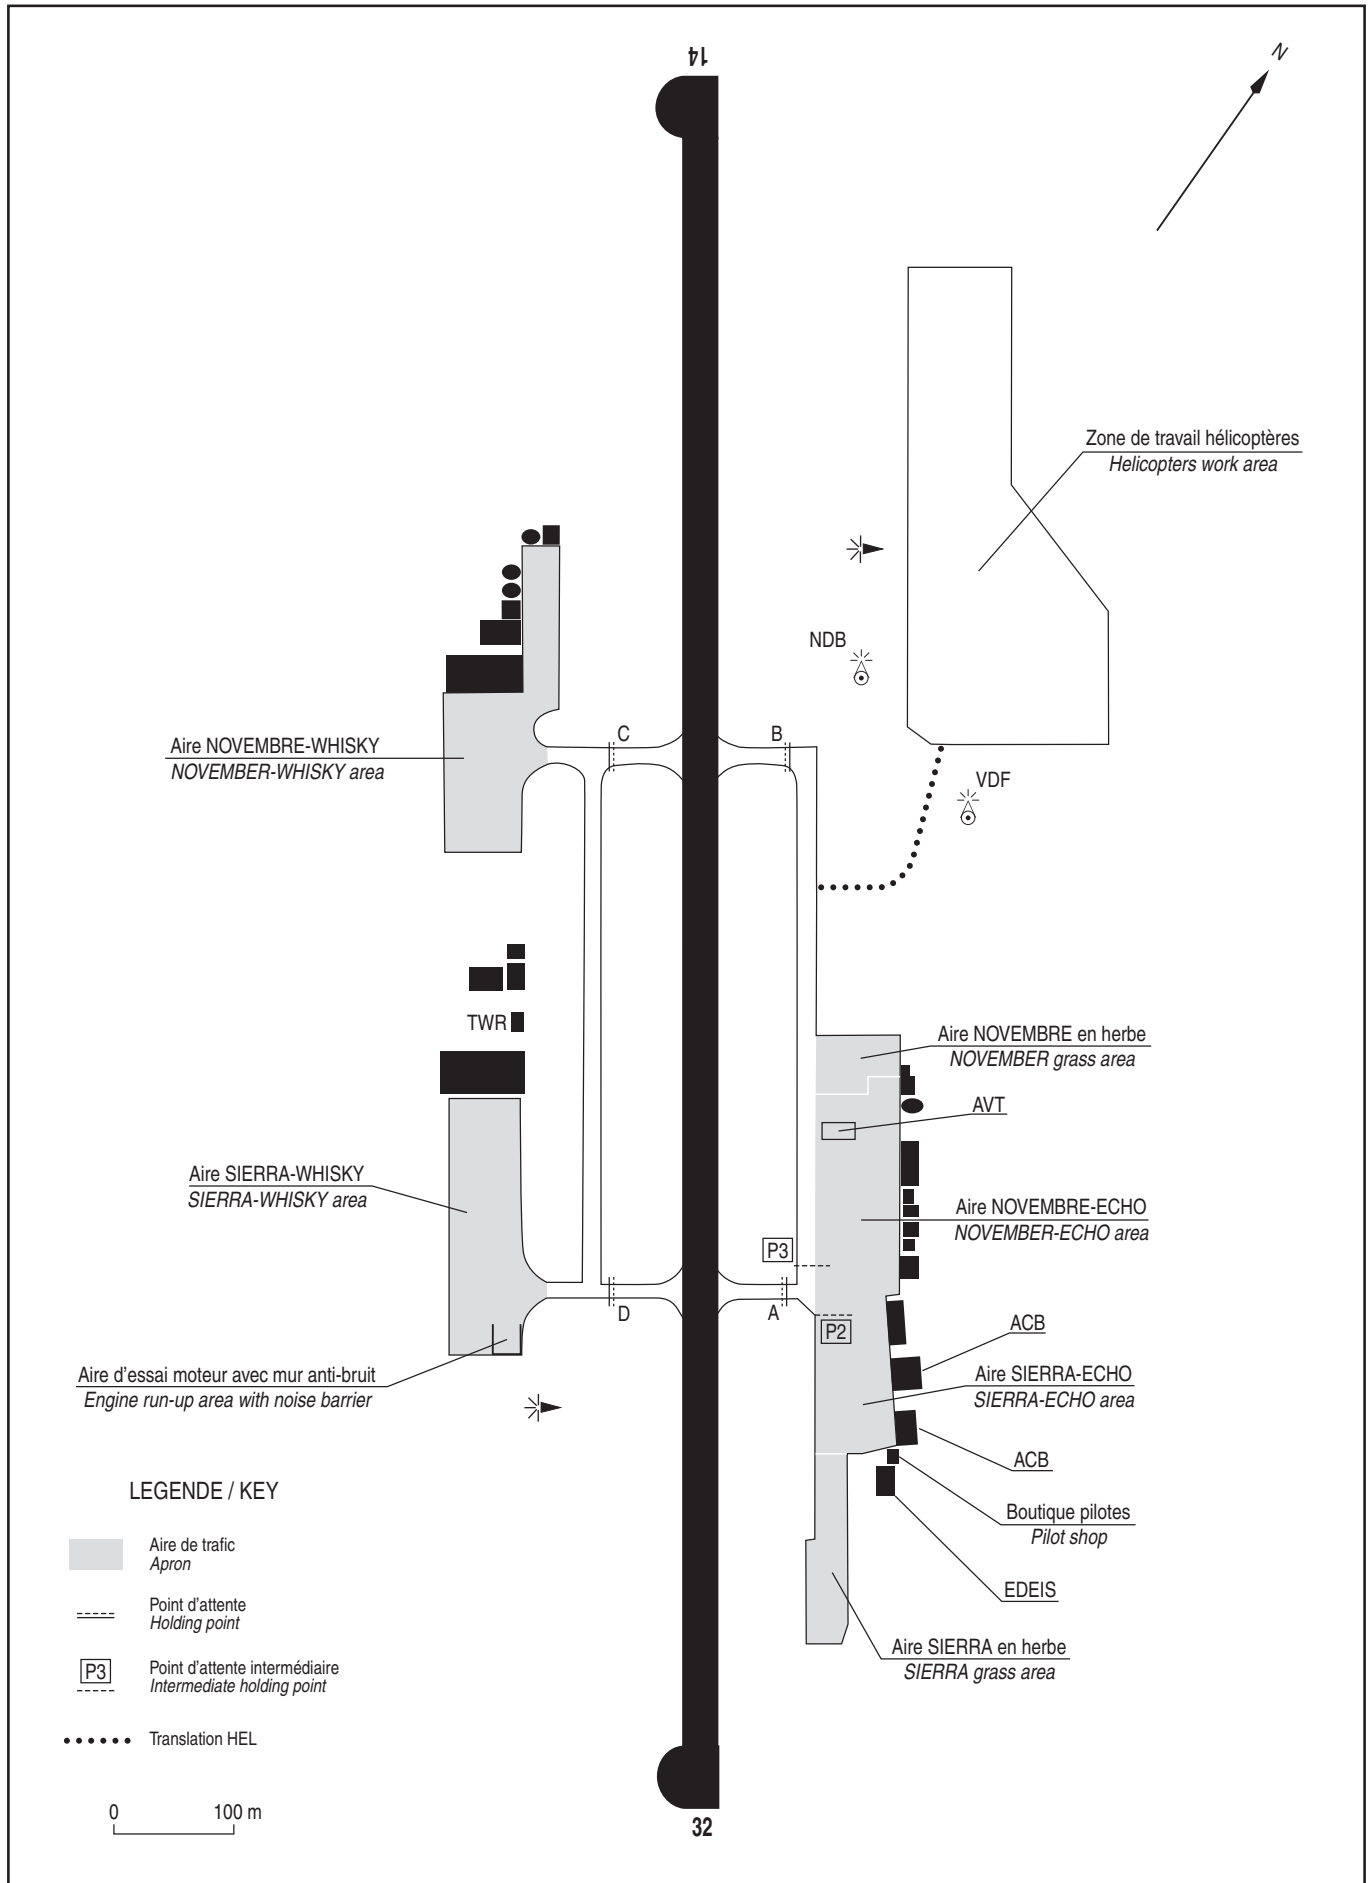 14
N
Zone de travail hélicoptères
Helicopters work area
NDB
C
B
Aire NOVEMBRE-WHISKY
NOVEMBER-WHISKY area
VDF
TWR
Aire NOVEMBRE en herbe
NOVEMBER grass area
AVT
Aire SIERRA-WHISKY
SIERRA-WHISKY area
Aire NOVEMBRE-ECHO
NOVEMBER-ECHO area
P3
D
A
P2
ACB
Aire d'essai moteur avec mur anti-bruit
Engine run-up area with noise barrier
Aire SIERRA-ECHO
SIERRA-ECHO area
ACB
Boutique pilotes
Pilot shop
EDEIS
Aire SIERRA en herbe
SIERRA grass area
LEGENDE / KEY
Aire de trafic
Apron
Point d'attente
Holding point
P3
Point d'attente intermédiaire
Intermediate holding point
Translation HEL
0 100 m
32